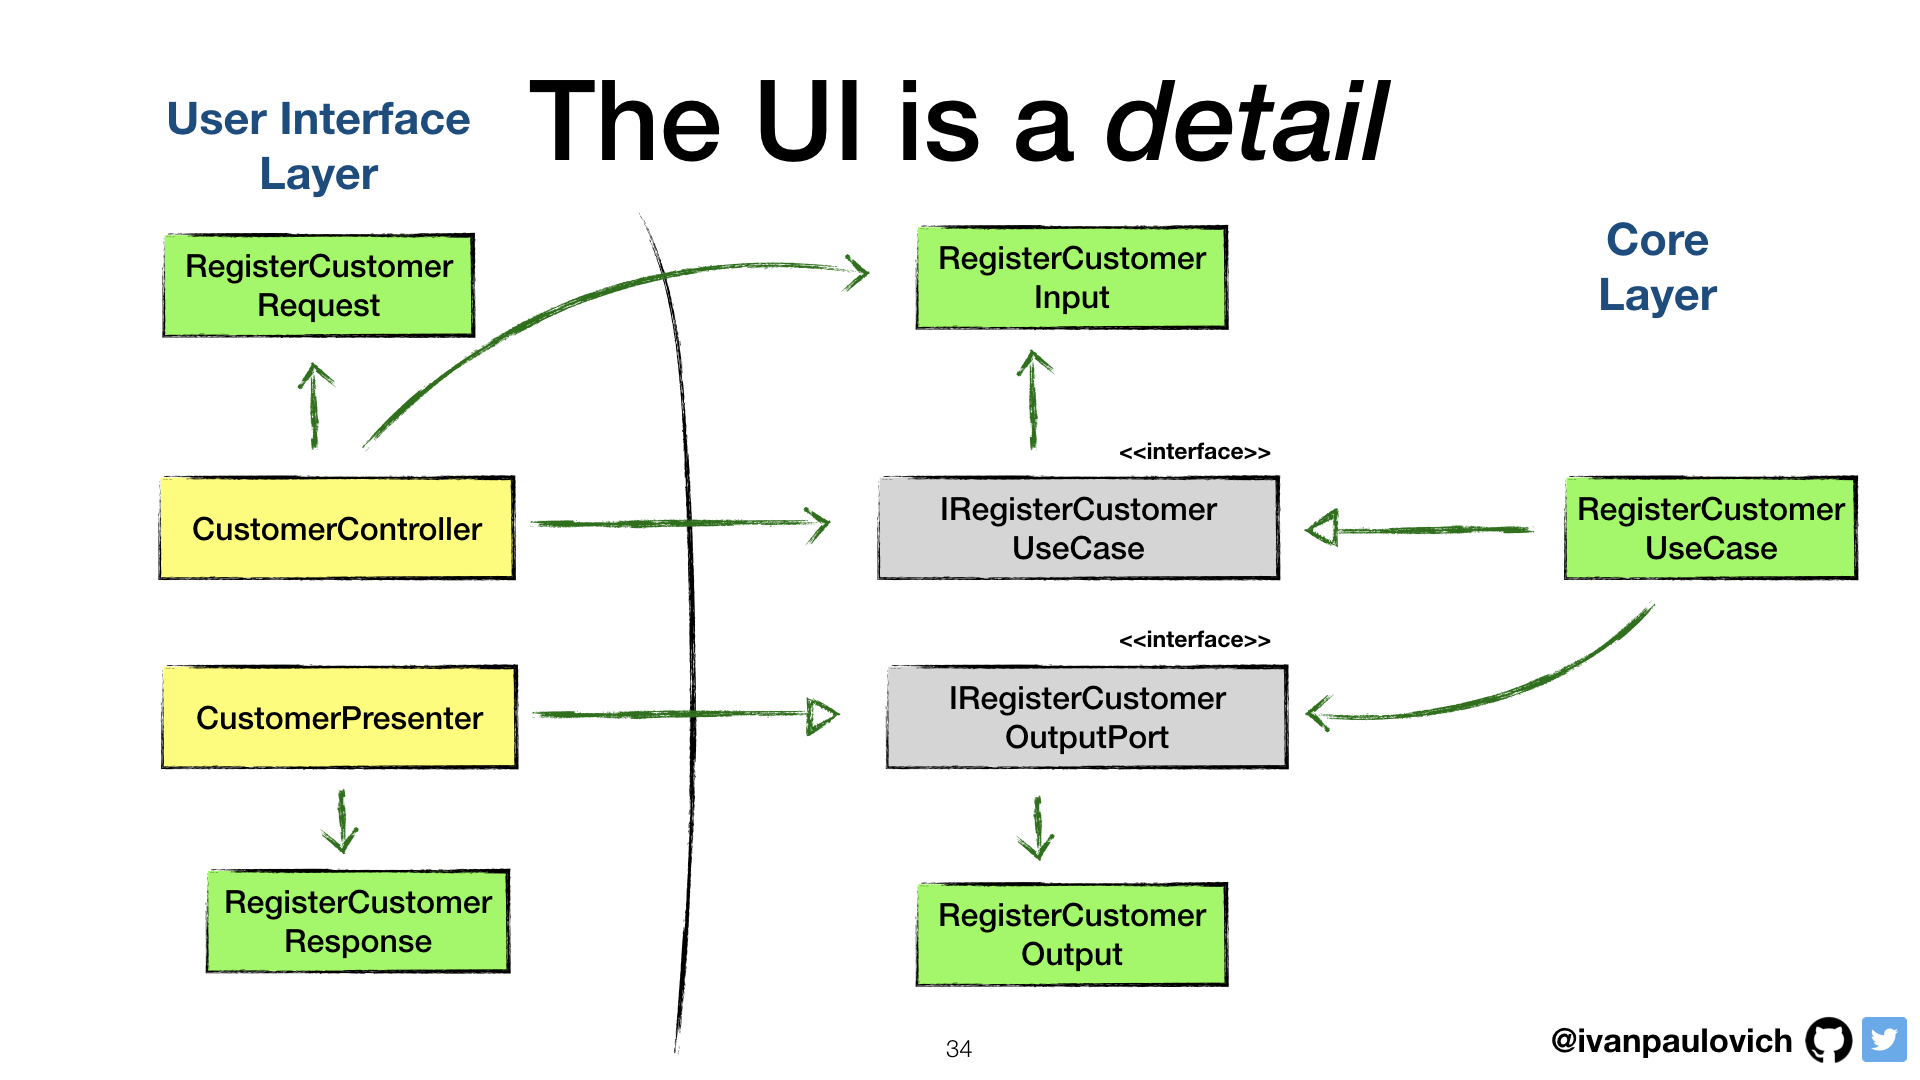 The UI is a detail
User Interface
Layer
Core
Layer
RegisterCustomer
Request
RegisterCustomer
Input
<<interface>>
CustomerController
IRegisterCustomer
UseCase
RegisterCustomer
UseCase
<<interface>>
CustomerPresenter
IRegisterCustomer
OutputPort
RegisterCustomer
Response
RegisterCustomer
Output
34
@ivanpaulovich